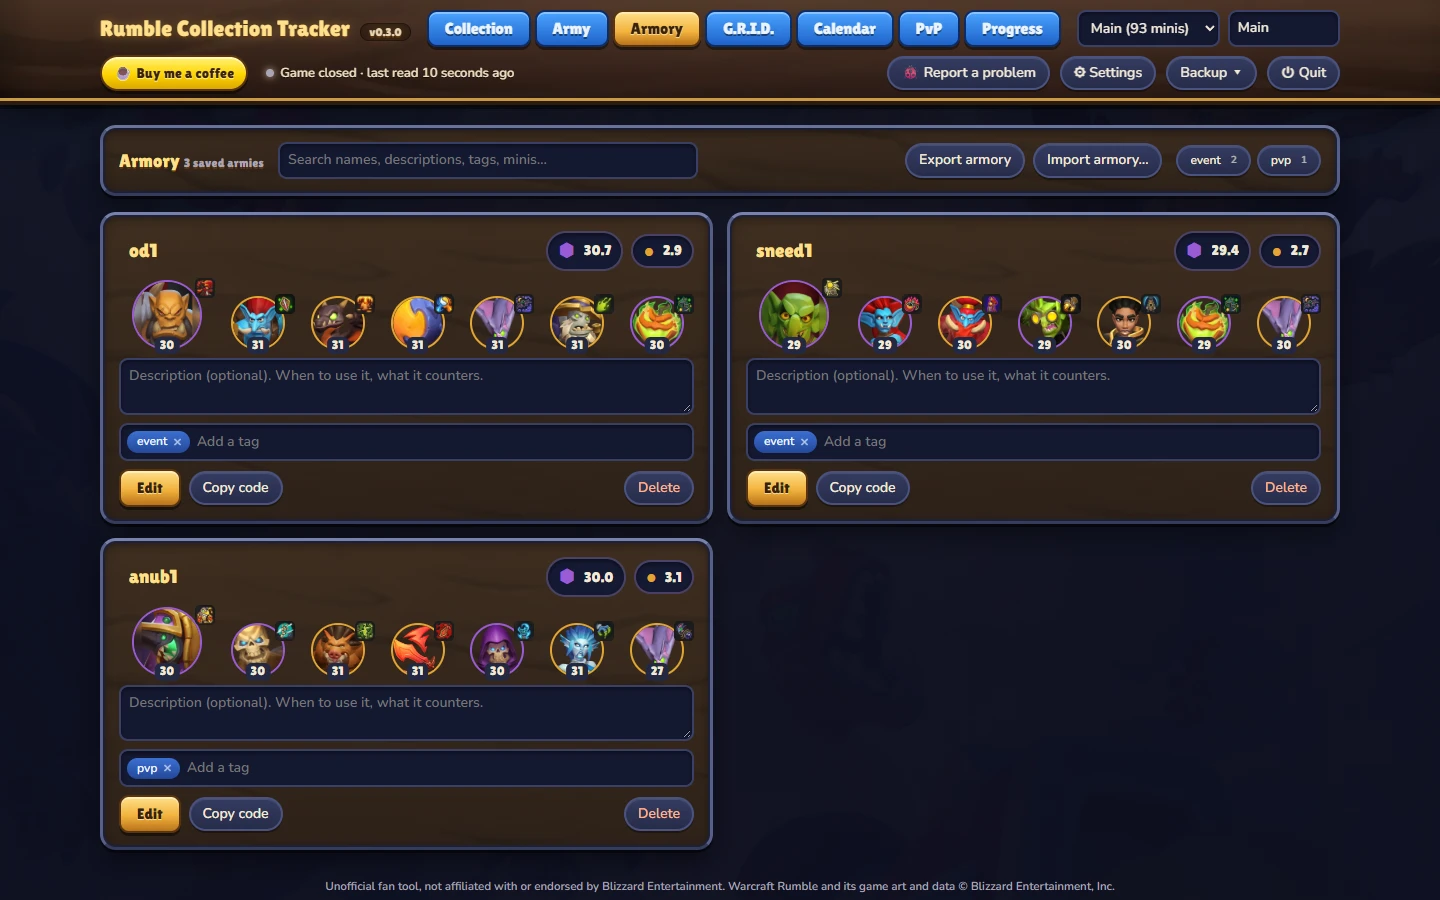 Rumble Collection Tracker v0.3.0 Collection Army Armory G.R.I.D. Calendar PvP Progress Main (93 minis) Main
Buy me a coffee Game closed · last read 10 seconds ago Report a problem Settings Backup Quit
Armory 3 saved armies Search names, descriptions, tags, minis... Export armory Import armory... event 2 pvp 1
od1 30.7 2.9
30 31 31 31 31 31 30
Description (optional). When to use it, what it counters.
event × Add a tag
Edit Copy code Delete
sneed1 29.4 2.7
29 29 30 29 30 29 30
Description (optional). When to use it, what it counters.
event × Add a tag
Edit Copy code Delete
anub1 30.0 3.1
30 30 31 31 30 31 27
Description (optional). When to use it, what it counters.
pvp × Add a tag
Edit Copy code Delete
Unofficial fan tool, not affiliated with or endorsed by Blizzard Entertainment. Warcraft Rumble and its game art and data © Blizzard Entertainment, Inc.